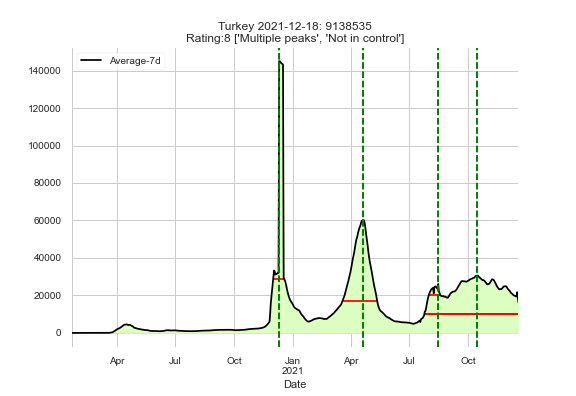 Turkey 2021-12-18: 9138535
Rating:8 ['Multiple peaks', 'Not in control']
Average-7d
140000
120000
100000
80000
60000
40000
20000
0
Apr Jul Oct Jan Apr Jul Oct
2021
Date